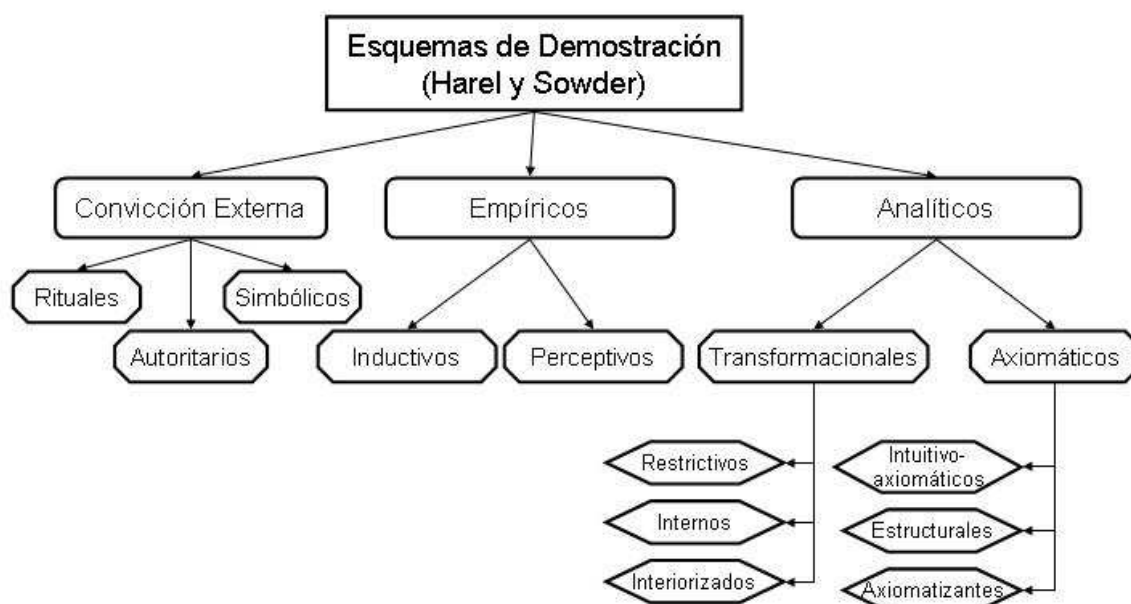 Esquemas de Demostración
(Harel y Sowder)
Convicción Externa
Empíricos
Analíticos
Rituales
Simbólicos
Autoritarios
Inductivos
Perceptivos
Transformacionales
Axiomáticos
Restrictivos
Intuitivo-
axiomáticos
Internos
Estructurales
Interiorizados
Axiomatizantes